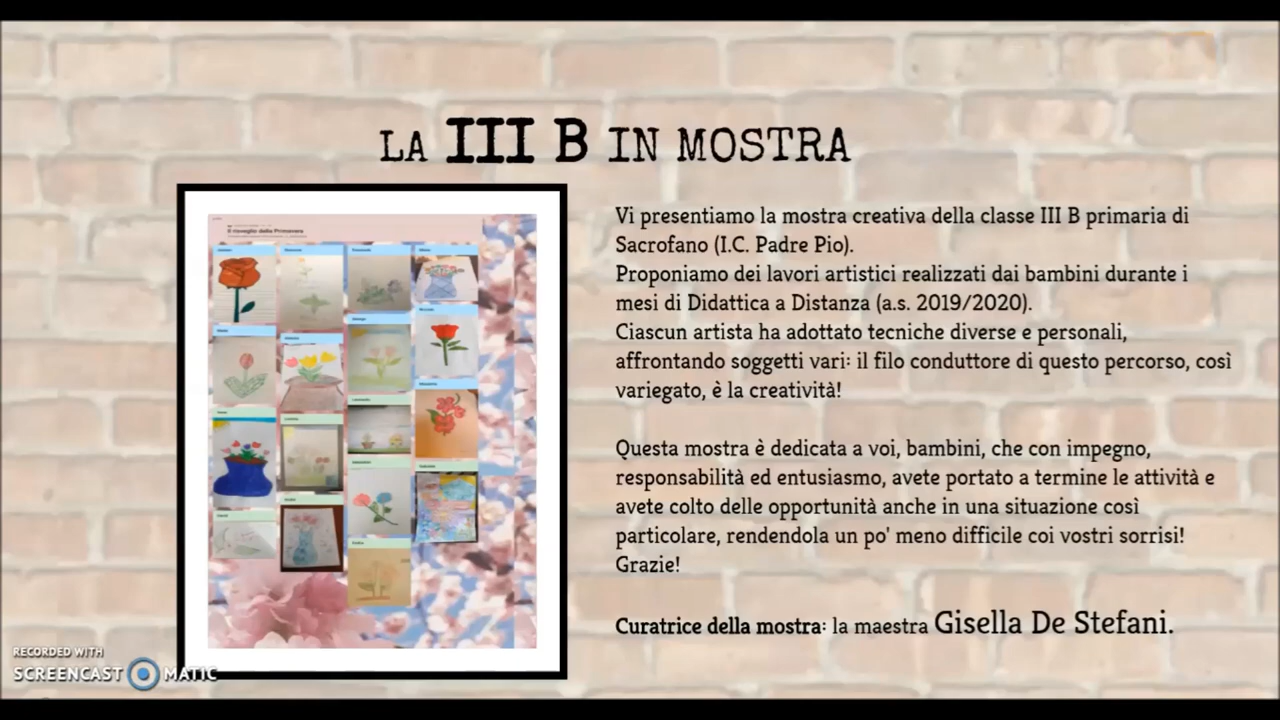 LA III B IN MOSTRA
Il risveglio della Primavera
Vi presentiamo la mostra creativa della classe III B primaria di
Sacrofano (I.C. Padre Pio).
Proponiamo dei lavori artistici realizzati dai bambini durante i
mesi di Didattica a Distanza (a.s. 2019/2020).
Ciascun artista ha adottato tecniche diverse e personali,
affrontando soggetti vari: il filo conduttore di questo percorso, così
variegato, è la creatività!
Questa mostra è dedicata a voi, bambini, che con impegno,
responsabilità ed entusiasmo, avete portato a termine le attività e
avete colto delle opportunità anche in una situazione così
particolare, rendendola un po' meno difficile coi vostri sorrisi!
Grazie!
Curatrice della mostra: la maestra Gisella De Stefani.
RECORDED WITH
SCREENCAST MATIC